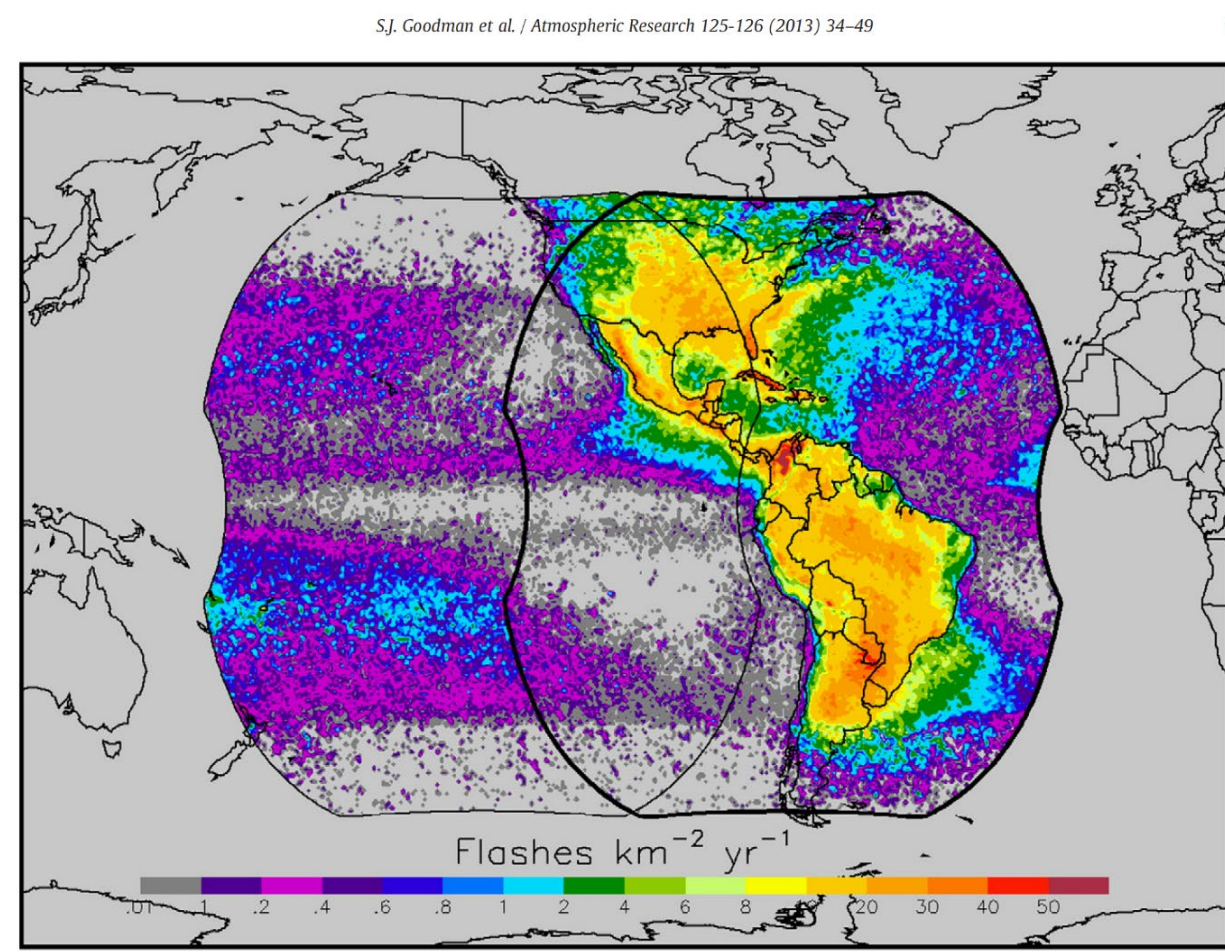 S.J. Goodman et al. / Atmospheric Research 125-126 (2013) 34–49
Flashes km⁻² yr⁻¹
.01 .1 .2 .4 .6 .8 1 2 4 6 8 10 20 30 40 50